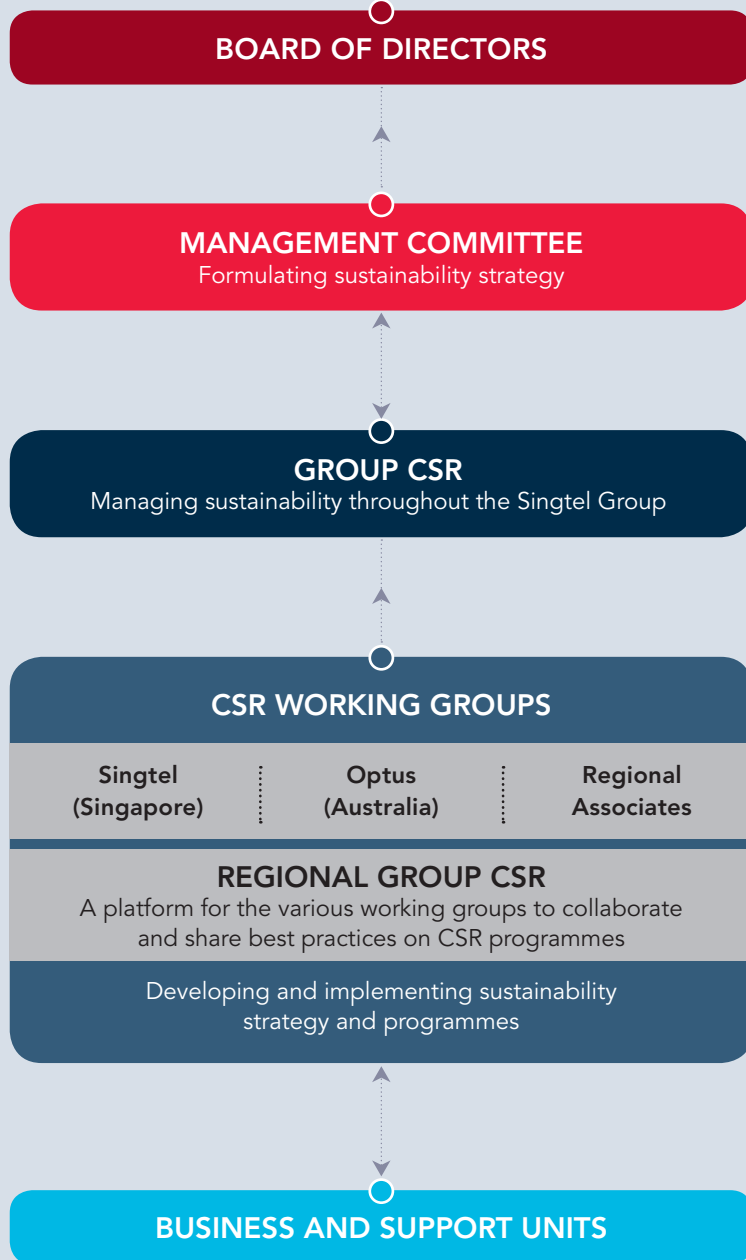 BOARD OF DIRECTORS
MANAGEMENT COMMITTEE
Formulating sustainability strategy
GROUP CSR
Managing sustainability throughout the Singtel Group
CSR WORKING GROUPS
Singtel
(Singapore)
Optus
(Australia)
Regional
Associates
REGIONAL GROUP CSR
A platform for the various working groups to collaborate
and share best practices on CSR programmes
Developing and implementing sustainability
strategy and programmes
BUSINESS AND SUPPORT UNITS